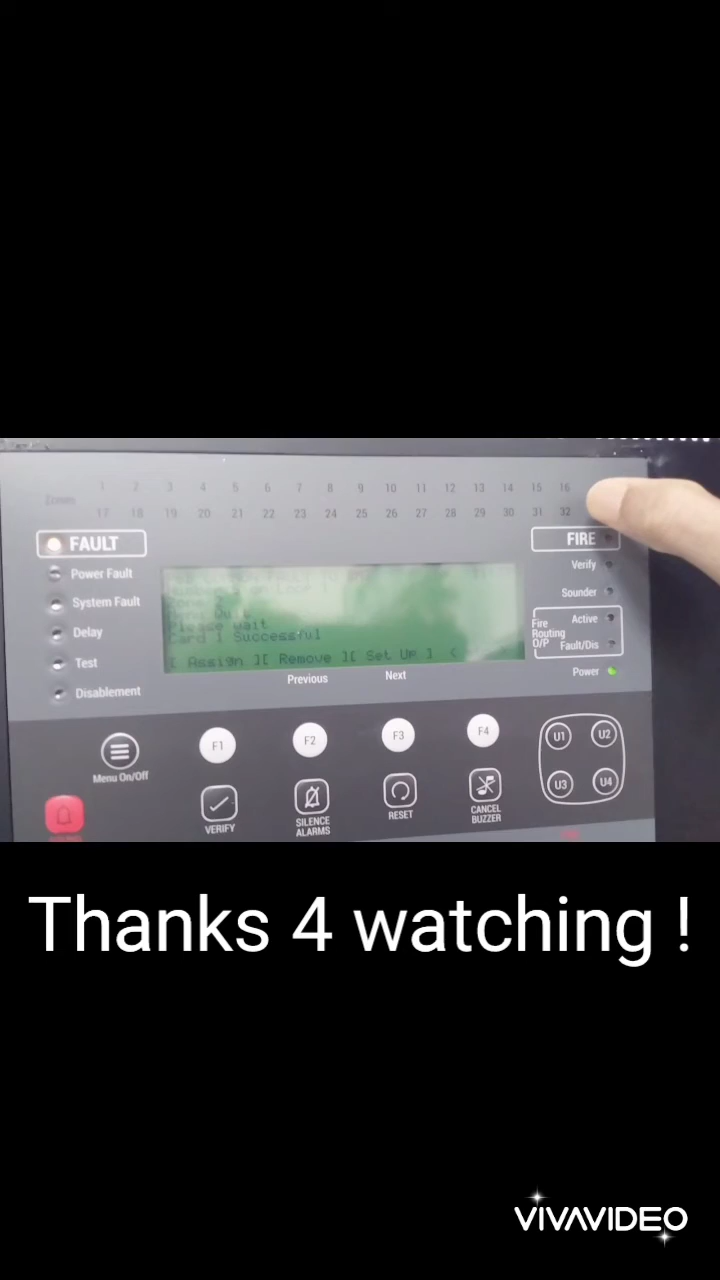 Zones 1 2 3 4 5 6 7 8 9 10 11 12 13 14 15 16
17 18 19 20 21 22 23 24 25 26 27 28 29 30 31 32
FAULT
Power Fault
System Fault
Delay
Test
Disablement
Please wait
Card 1 Successful
[ Assign ][ Remove ][ Set Up ] <
Previous Next
FIRE
Verify
Sounder
Fire Routing O/P
Active
Fault/Dis
Power
Menu On/Off
F1 F2 F3 F4
U1 U2
U3 U4
VERIFY
SILENCE
ALARMS
RESET
CANCEL
BUZZER
Thanks 4 watching !
VIVAVIDEO